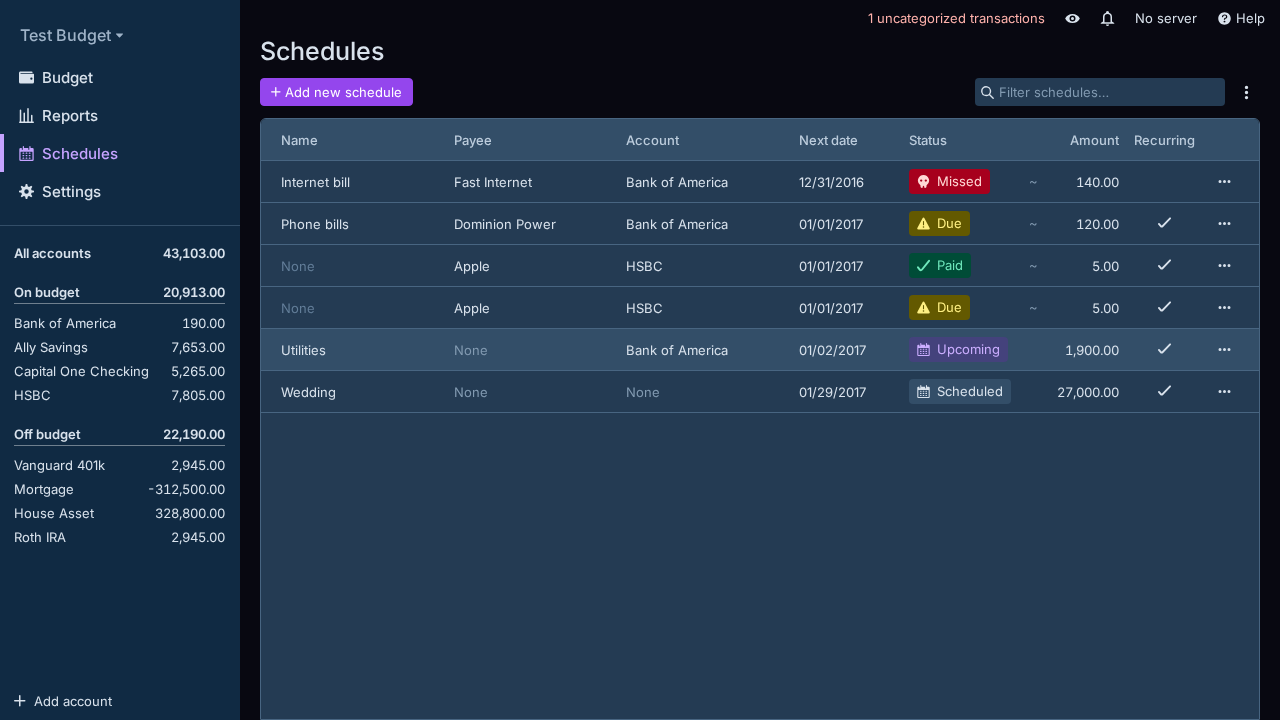 Test Budget
Budget
Reports
Schedules
Settings
All accounts 43,103.00
On budget 20,913.00
Bank of America 190.00
Ally Savings 7,653.00
Capital One Checking 5,265.00
HSBC 7,805.00
Off budget 22,190.00
Vanguard 401k 2,945.00
Mortgage -312,500.00
House Asset 328,800.00
Roth IRA 2,945.00
Add account
1 uncategorized transactions No server Help
Schedules
Add new schedule Filter schedules...
Name Payee Account Next date Status Amount Recurring
Internet bill Fast Internet Bank of America 12/31/2016 Missed ~ 140.00
Phone bills Dominion Power Bank of America 01/01/2017 Due ~ 120.00
None Apple HSBC 01/01/2017 Paid ~ 5.00
None Apple HSBC 01/01/2017 Due ~ 5.00
Utilities None Bank of America 01/02/2017 Upcoming 1,900.00
Wedding None None 01/29/2017 Scheduled 27,000.00